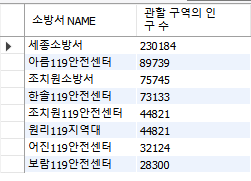 소방서 NAME 관할 구역의 인
구 수
세종소방서 230184
아름119안전센터 89739
조치원소방서 75745
한솔119안전센터 73133
조치원119안전센터 44821
원리119지역대 44821
어진119안전센터 32124
보람119안전센터 28300